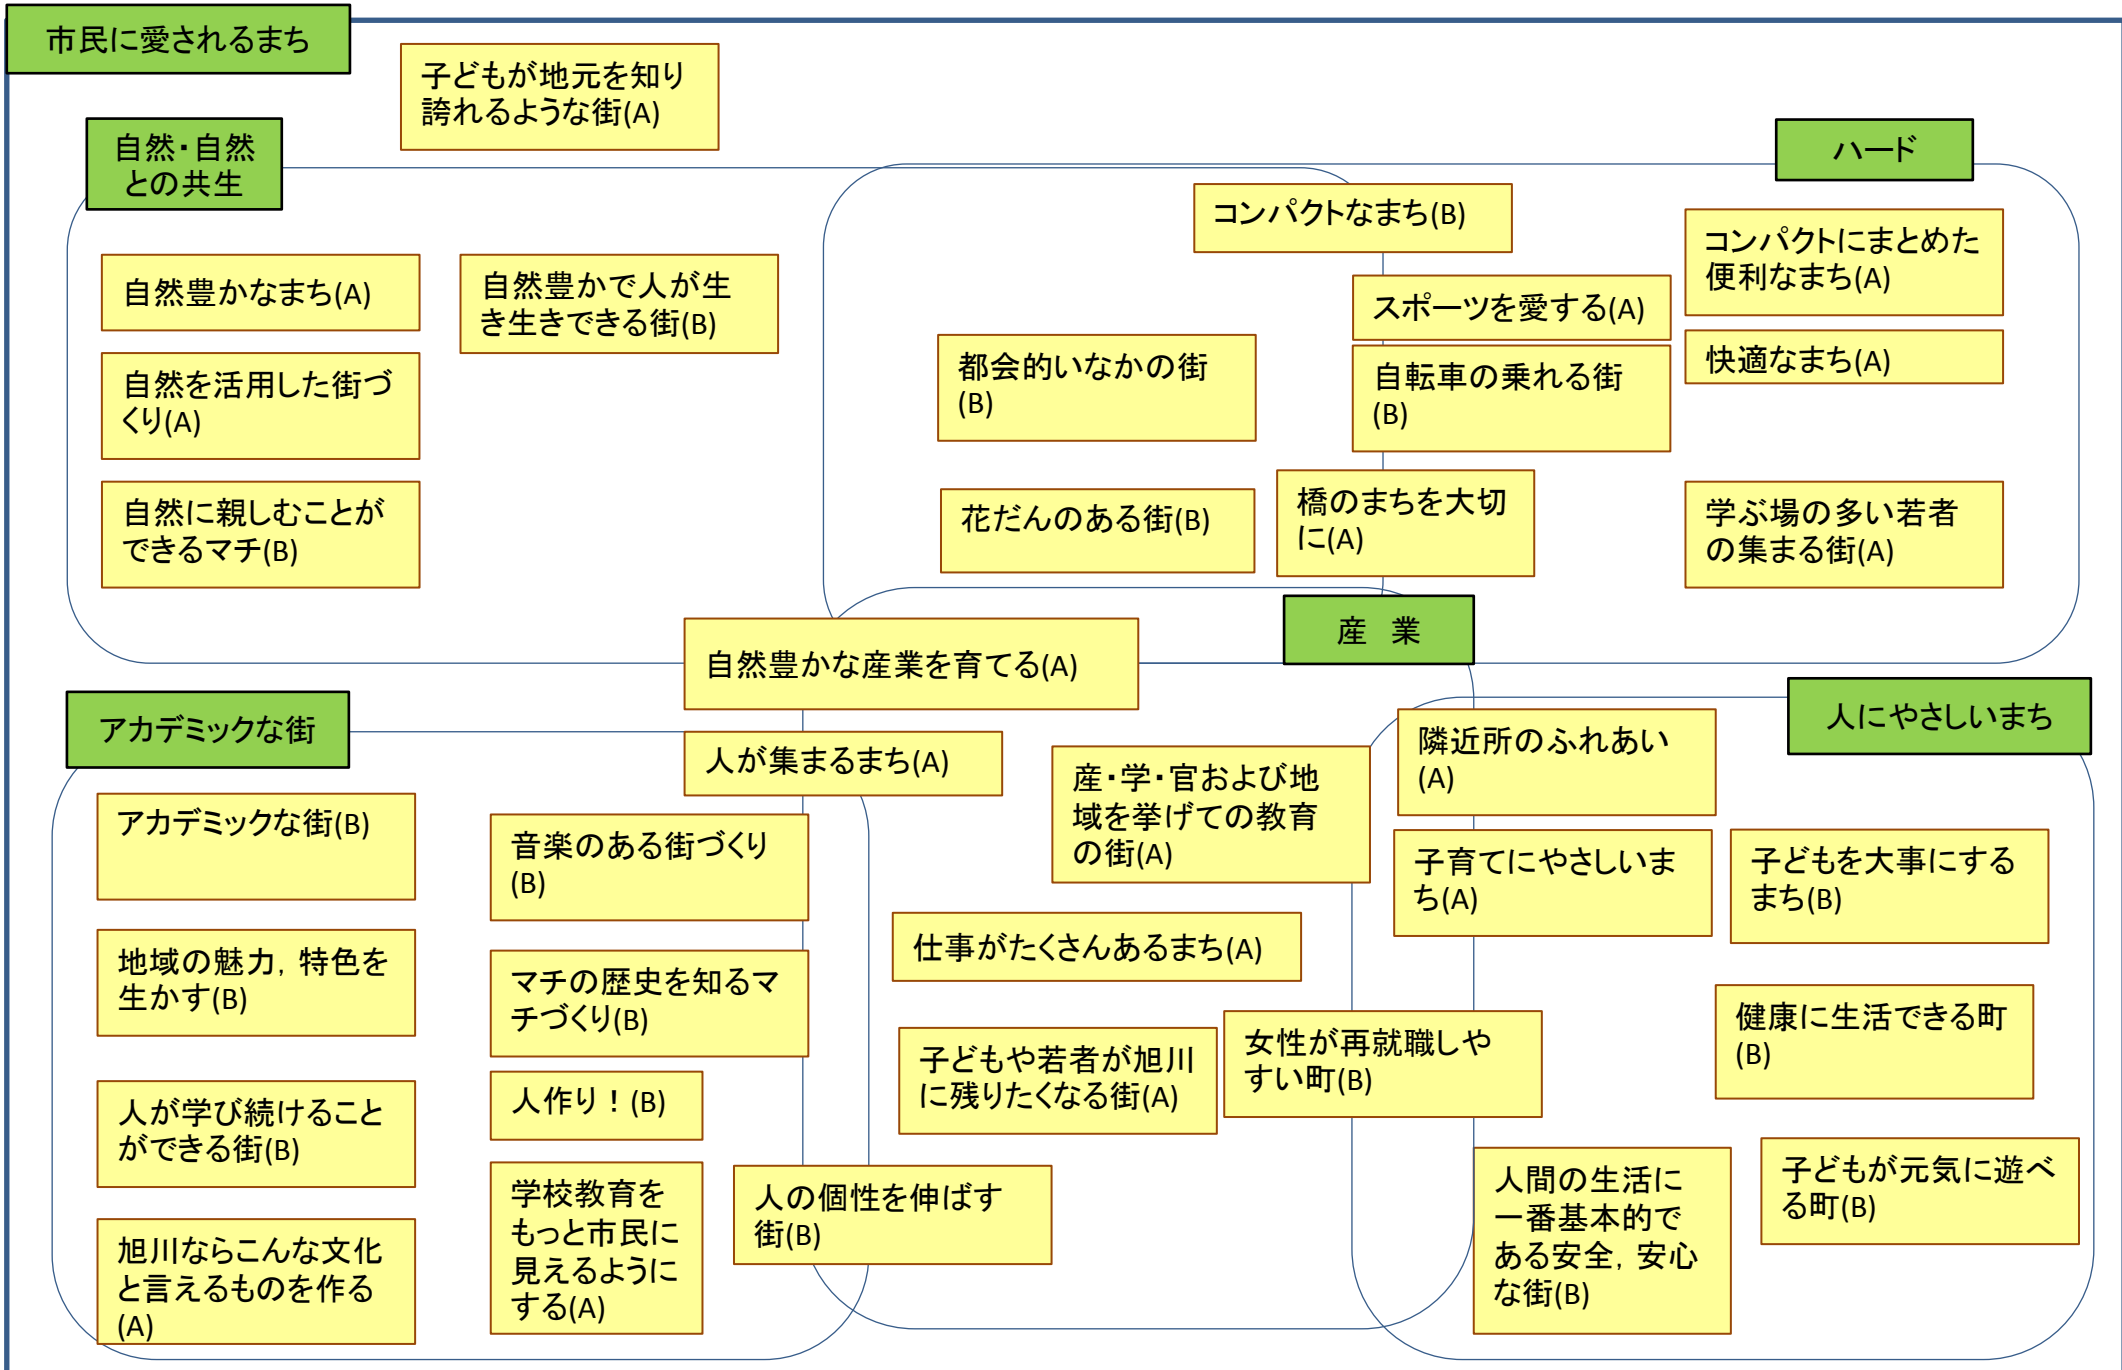 市民に愛されるまち
子どもが地元を知り
誇れるような街(A)
自然・自然
との共生
ハード
コンパクトなまち(B)
コンパクトにまとめた
便利なまち(A)
自然豊かなまち(A)
自然豊かで人が生
き生きできる街(B)
スポーツを愛する(A)
快適なまち(A)
都会的いなかの街
(B)
自転車の乗れる街
(B)
自然を活用した街づ
くり(A)
自然に親しむことが
できるマチ(B)
花だんのある街(B)
橋のまちを大切
に(A)
学ぶ場の多い若者
の集まる街(A)
産　業
自然豊かな産業を育てる(A)
アカデミックな街
人にやさしいまち
人が集まるまち(A)
産・学・官および地
域を挙げての教育
の街(A)
隣近所のふれあい
(A)
アカデミックな街(B)
音楽のある街づくり
(B)
子育てにやさしいま
ち(A)
子どもを大事にする
まち(B)
地域の魅力，特色を
生かす(B)
マチの歴史を知るマ
チづくり(B)
仕事がたくさんあるまち(A)
健康に生活できる町
(B)
子どもや若者が旭川
に残りたくなる街(A)
女性が再就職しや
すい町(B)
人が学び続けること
ができる街(B)
人作り！(B)
学校教育を
もっと市民に
見えるように
する(A)
人の個性を伸ばす
街(B)
人間の生活に
一番基本的で
ある安全，安心
な街(B)
子どもが元気に遊べ
る町(B)
旭川ならこんな文化
と言えるものを作る
(A)